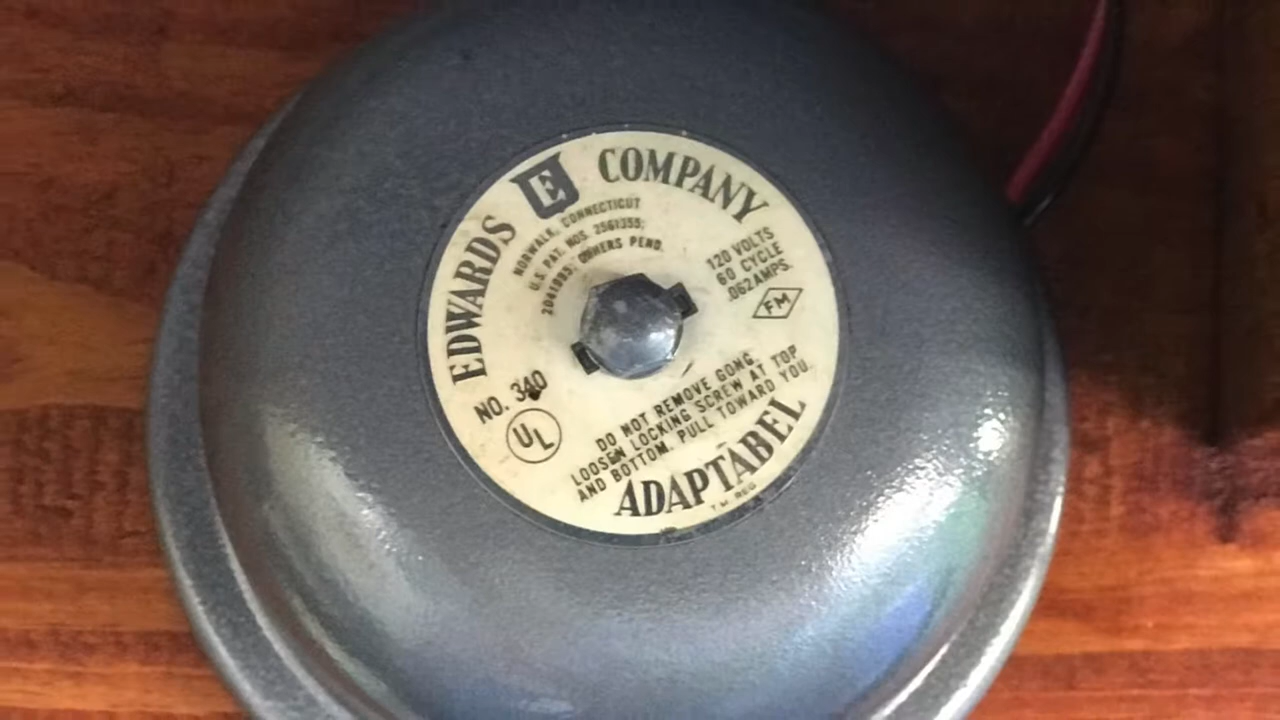 EDWARDS E COMPANY
NORWALK, CONNECTICUT
U.S. PAT. NOS. 2561355;
2041995; OTHERS PEND.
120 VOLTS
60 CYCLE
.062 AMPS.
FM
NO. 340
UL
DO NOT REMOVE GONG.
LOOSEN LOCKING SCREW AT TOP
AND BOTTOM. PULL TOWARD YOU.
ADAPTABEL
T.M. REG